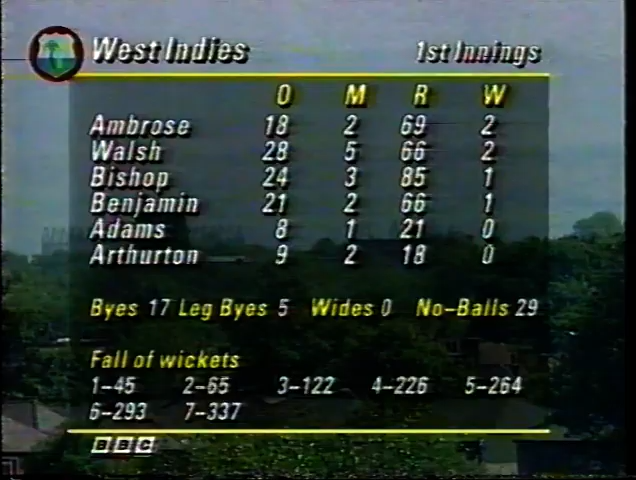 West Indies 1st Innings
O M R W
Ambrose 18 2 69 2
Walsh 28 5 66 2
Bishop 24 3 85 1
Benjamin 21 2 66 1
Adams 8 1 21 0
Arthurton 9 2 18 0
Byes 17 Leg Byes 5 Wides 0 No-Balls 29
Fall of wickets
1-45 2-65 3-122 4-226 5-264
6-293 7-337
BBC